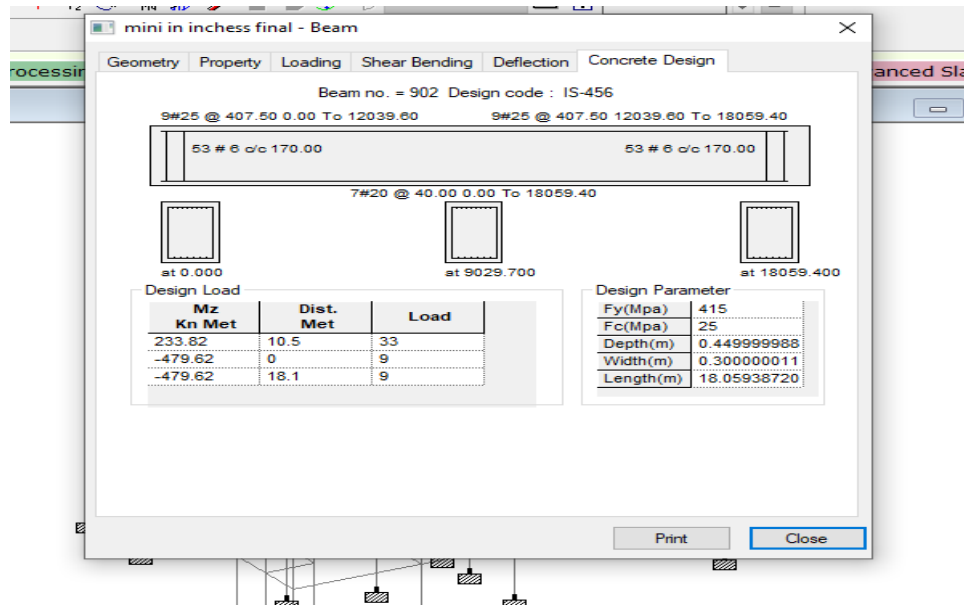 mini in inchess final - Beam
rocessin
anced Sla
Geometry Property Loading Shear Bending Deflection Concrete Design
Beam no. = 902 Design code : IS-456
9#25 @ 407.50 0.00 To 12039.60 9#25 @ 407.50 12039.60 To 18059.40
53 # 6 c/c 170.00 53 # 6 c/c 170.00
7#20 @ 40.00 0.00 To 18059.40
at 0.000 at 9029.700 at 18059.400
Design Load
Mz Dist. Load
Kn Met Met
233.82 10.5 33
-479.62 0 9
-479.62 18.1 9
Design Parameter
Fy(Mpa) 415
Fc(Mpa) 25
Depth(m) 0.449999988
Width(m) 0.300000011
Length(m) 18.05938720
Print Close